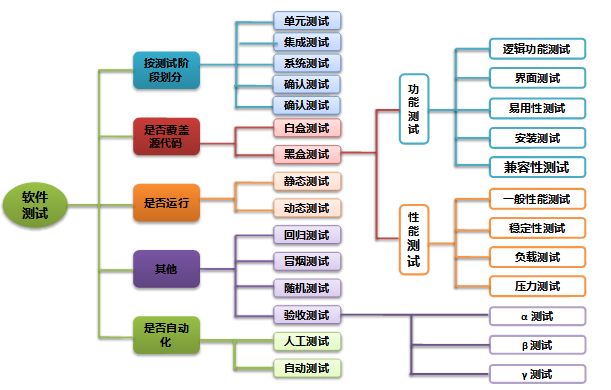 软件
测试
按测试阶
段划分
单元测试
集成测试
系统测试
确认测试
确认测试
是否覆盖
源代码
白盒测试
黑盒测试
功
能
测
试
逻辑功能测试
界面测试
易用性测试
安装测试
兼容性测试
性
能
测
试
一般性能测试
稳定性测试
负载测试
压力测试
是否运行
静态测试
动态测试
其他
回归测试
冒烟测试
随机测试
验收测试
α 测试
β 测试
γ 测试
是否自动
化
人工测试
自动测试